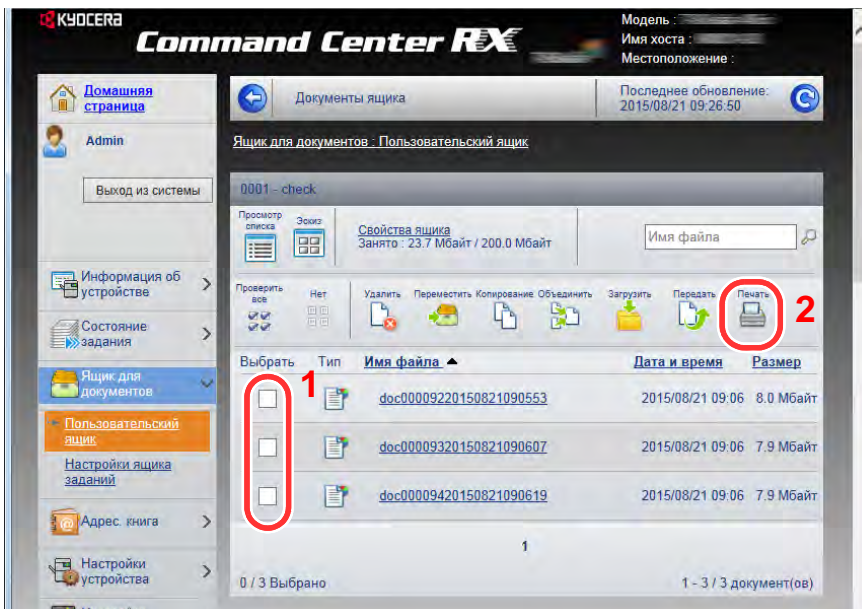 KYOCERA
Command Center RX
Модель :
Имя хоста :
Местоположение :
Домашняя
страница
Admin
Выход из системы
Информация об
устройстве
Состояние
задания
Ящик для
документов
Пользовательский
ящик
Настройки ящика
заданий
Адрес. книга
Настройки
устройства
Документы ящика
Последнее обновление:
2015/08/21 09:26:50
Ящик для документов : Пользовательский ящик
0001 - check
Просмотр
списка
Эскиз
Свойства ящика
Занято : 23.7 Мбайт / 200.0 Мбайт
Имя файла
Проверить
все
Нет
Удалить Переместить Копирование Объединить Загрузить Передать Печать
2
Выбрать Тип Имя файла Дата и время Размер
1
doc00009220150821090553 2015/08/21 09:06 8.0 Мбайт
doc00009320150821090607 2015/08/21 09:06 7.9 Мбайт
doc00009420150821090619 2015/08/21 09:06 7.9 Мбайт
1
0 / 3 Выбрано 1 - 3 / 3 документ(ов)